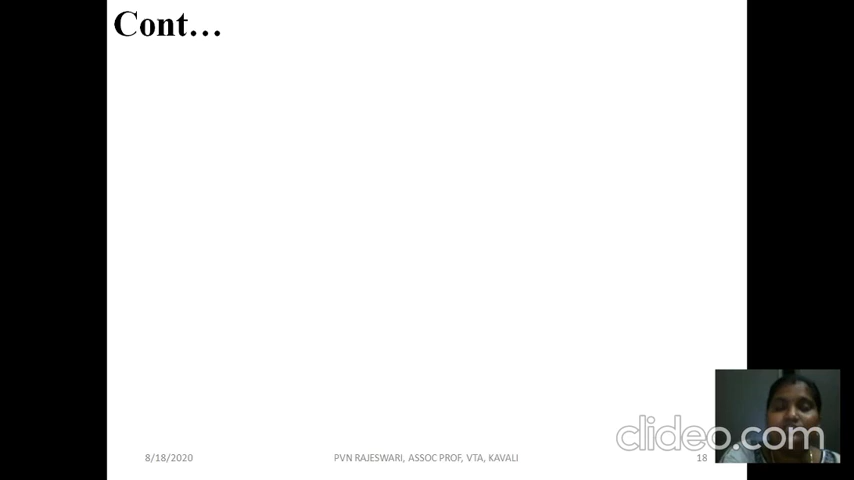 Cont...
8/18/2020 PVN RAJESWARI, ASSOC PROF, VTA, KAVALI 18
clideo.com